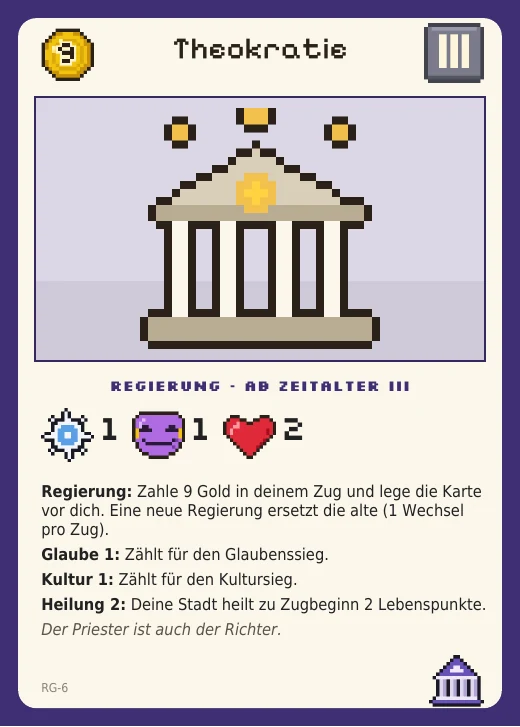 9
Theokratie
III
REGIERUNG - AB ZEITALTER III
1 1 2
Regierung: Zahle 9 Gold in deinem Zug und lege die Karte
vor dich. Eine neue Regierung ersetzt die alte (1 Wechsel
pro Zug).
Glaube 1: Zählt für den Glaubenssieg.
Kultur 1: Zählt für den Kultursieg.
Heilung 2: Deine Stadt heilt zu Zugbeginn 2 Lebenspunkte.
Der Priester ist auch der Richter.
RG-6